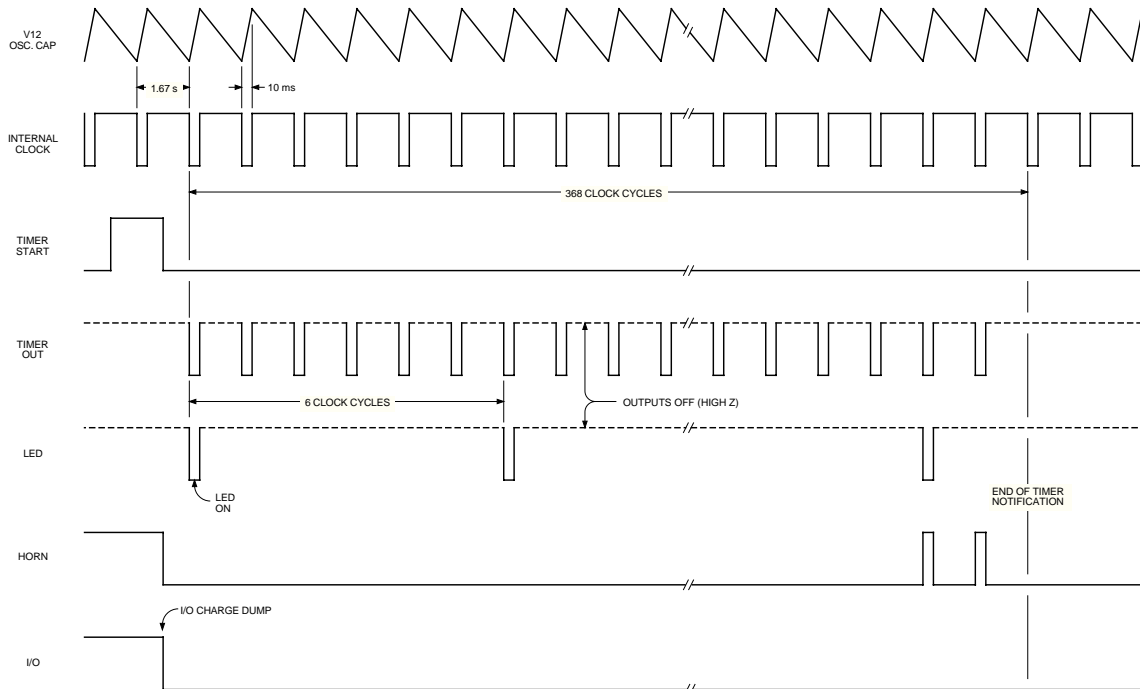 V12
OSC. CAP
1.67 s
10 ms
INTERNAL
CLOCK
368 CLOCK CYCLES
TIMER
START
TIMER
OUT
6 CLOCK CYCLES
OUTPUTS OFF (HIGH Z)
LED
LED
ON
END OF TIMER
NOTIFICATION
HORN
I/O CHARGE DUMP
I/O